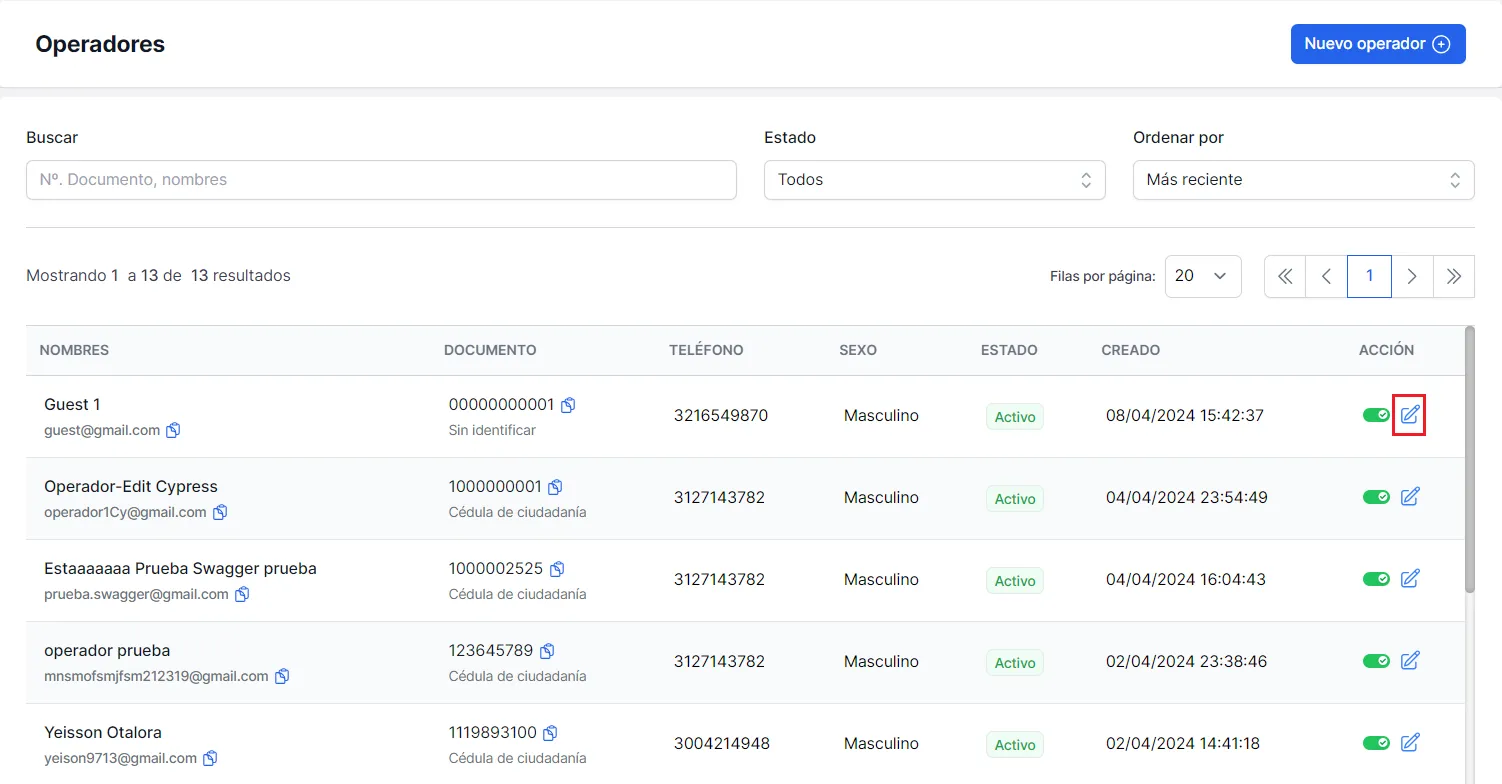 Operadores
Nuevo operador
Buscar
Estado
Ordenar por
Nº. Documento, nombres
Todos
Más reciente
Mostrando 1 a 13 de 13 resultados
Filas por página: 20
1
NOMBRES DOCUMENTO TELÉFONO SEXO ESTADO CREADO ACCIÓN
Guest 1
guest@gmail.com
00000000001
Sin identificar
3216549870
Masculino
Activo
08/04/2024 15:42:37
Operador-Edit Cypress
operador1Cy@gmail.com
1000000001
Cédula de ciudadanía
3127143782
Masculino
Activo
04/04/2024 23:54:49
Estaaaaaaa Prueba Swagger prueba
prueba.swagger@gmail.com
1000002525
Cédula de ciudadanía
3127143782
Masculino
Activo
04/04/2024 16:04:43
operador prueba
mnsmofsmjfsm212319@gmail.com
123645789
Cédula de ciudadanía
3127143782
Masculino
Activo
02/04/2024 23:38:46
Yeisson Otalora
yeison9713@gmail.com
1119893100
Cédula de ciudadanía
3004214948
Masculino
Activo
02/04/2024 14:41:18